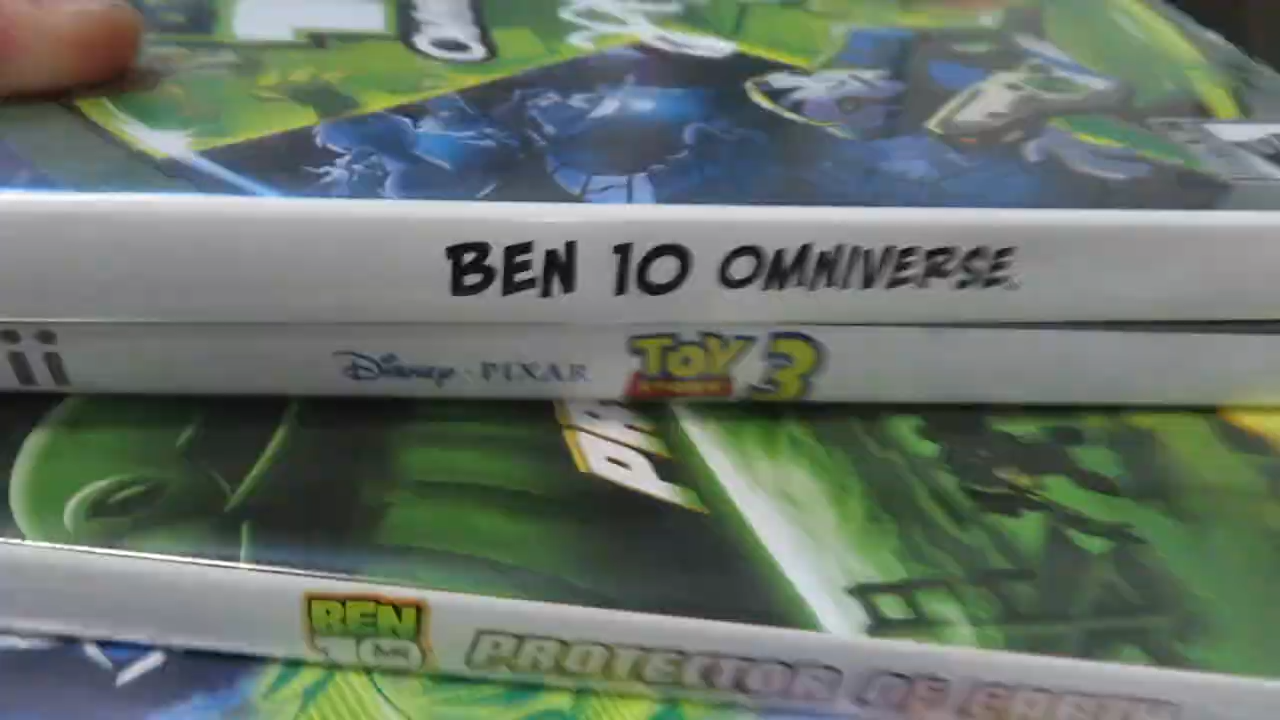 BEN 10 OMNIVERSE
ii
Disney · PIXAR TOY STORY 3
BEN 10 PROTECTOR OF EARTH